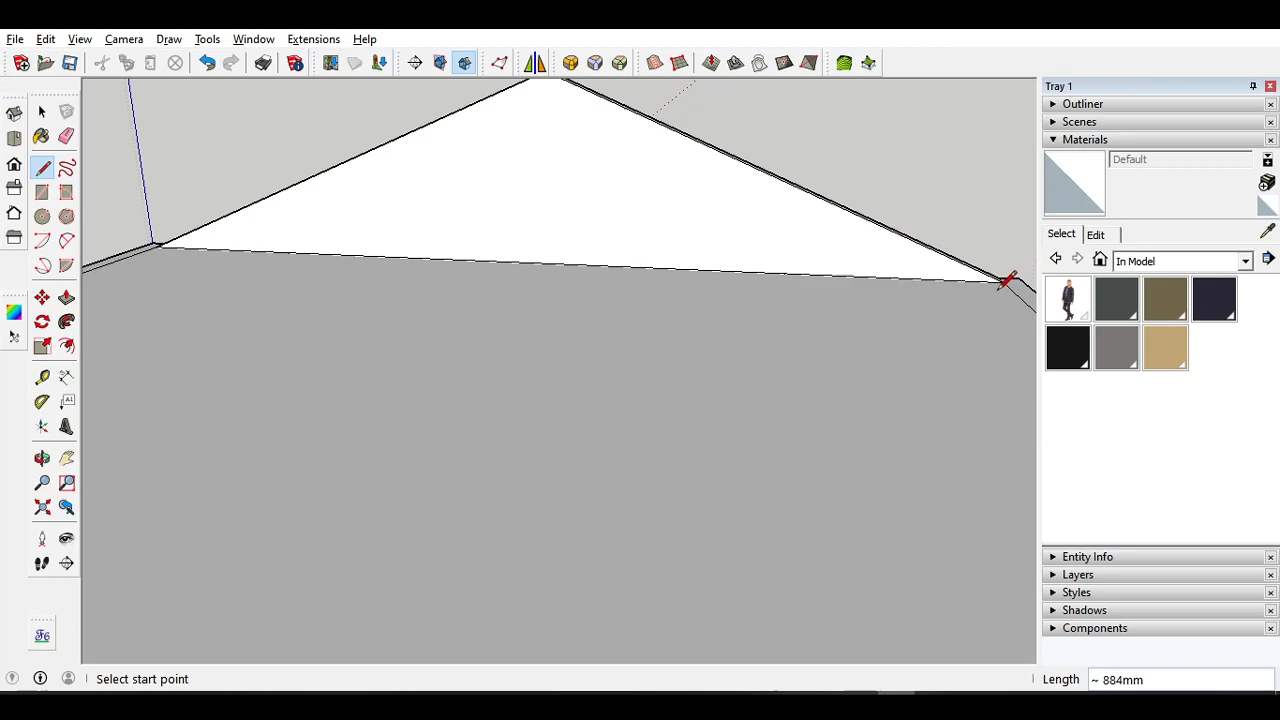 File Edit View Camera Draw Tools Window Extensions Help
Tray 1
Outliner
Scenes
Materials
Default
Select Edit
In Model
A1
Entity Info
Layers
Styles
Shadows
Components
Select start point
Length ~ 884mm